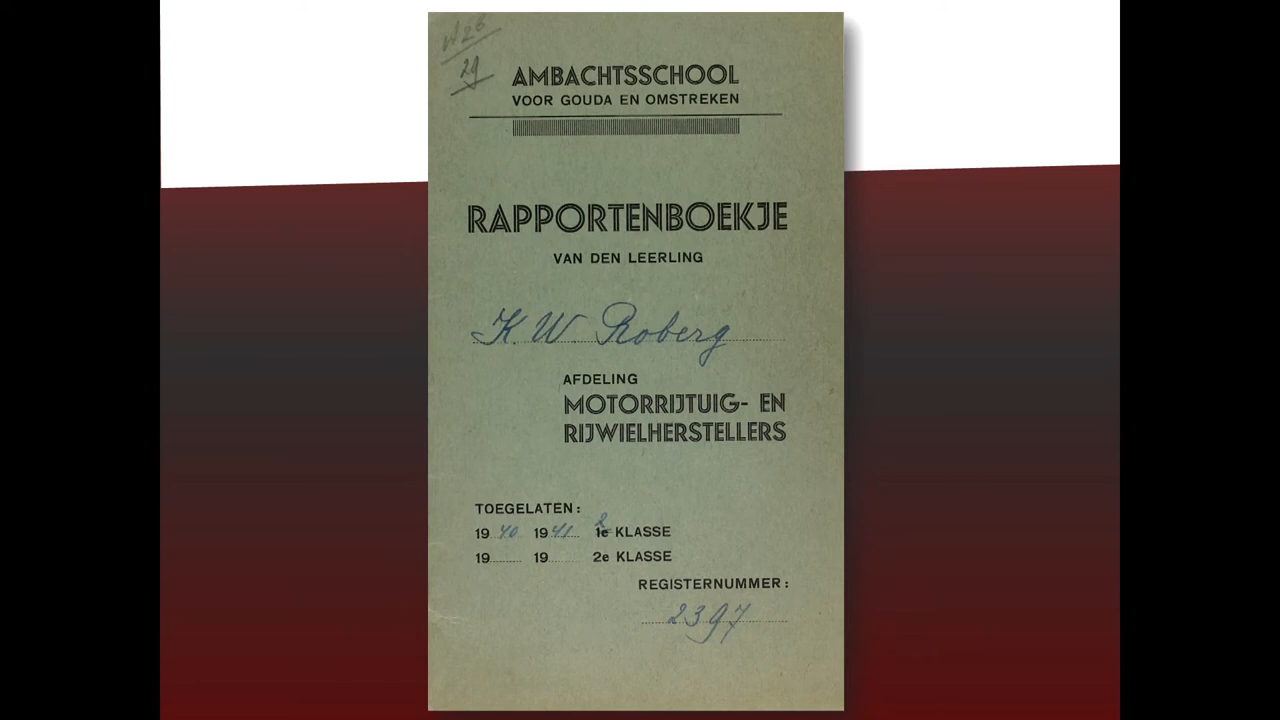 29
AMBACHTSSCHOOL
VOOR GOUDA EN OMSTREKEN
RAPPORTENBOEKJE
VAN DEN LEERLING
K. W. Roberg
AFDELING
MOTORRIJTUIG- EN
RIJWIELHERSTELLERS
TOEGELATEN:
1940 1941 2 1e KLASSE
19 19 2e KLASSE
REGISTERNUMMER:
2397